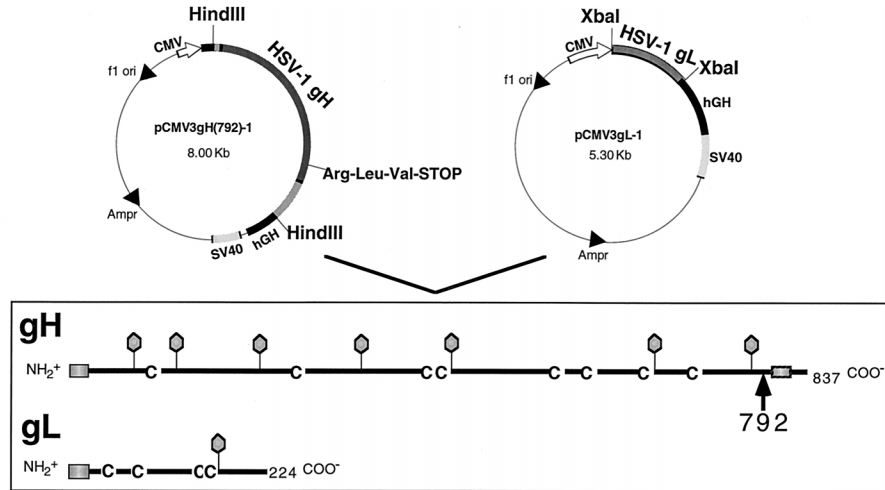 HindIII
CMV
HSV-1 gH
f1 ori
pCMV3gH(792)-1
8.00 Kb
Arg-Leu-Val-STOP
Ampr
HindIII
hGH
SV40
XbaI
CMV
HSV-1 gL
XbaI
f1 ori
hGH
pCMV3gL-1
5.30 Kb
SV40
Ampr
gH
NH₂⁺ C C C C C C C C 837 COO⁻
792
gL
NH₂⁺ C C C C 224 COO⁻